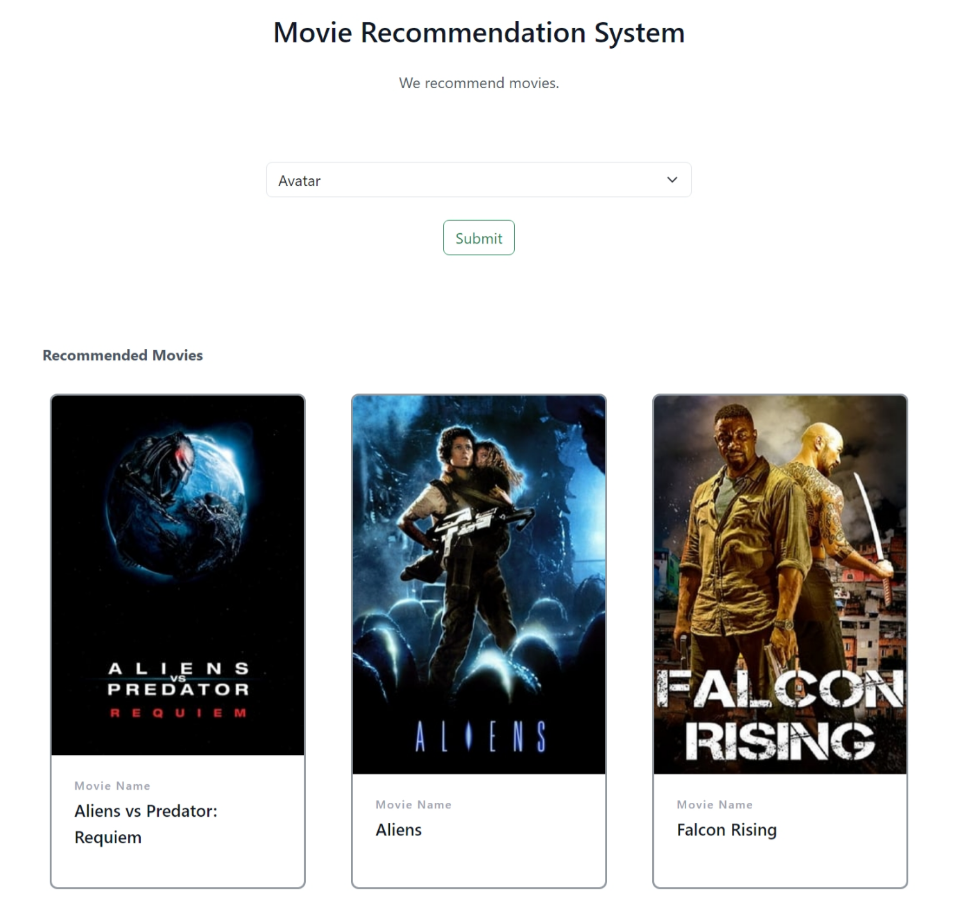 Movie Recommendation System
We recommend movies.
Avatar
Submit
Recommended Movies
ALIENS
VS
PREDATOR
REQUIEM
Movie Name
Aliens vs Predator:
Requiem
ALIENS
Movie Name
Aliens
FALCON
RISING
Movie Name
Falcon Rising